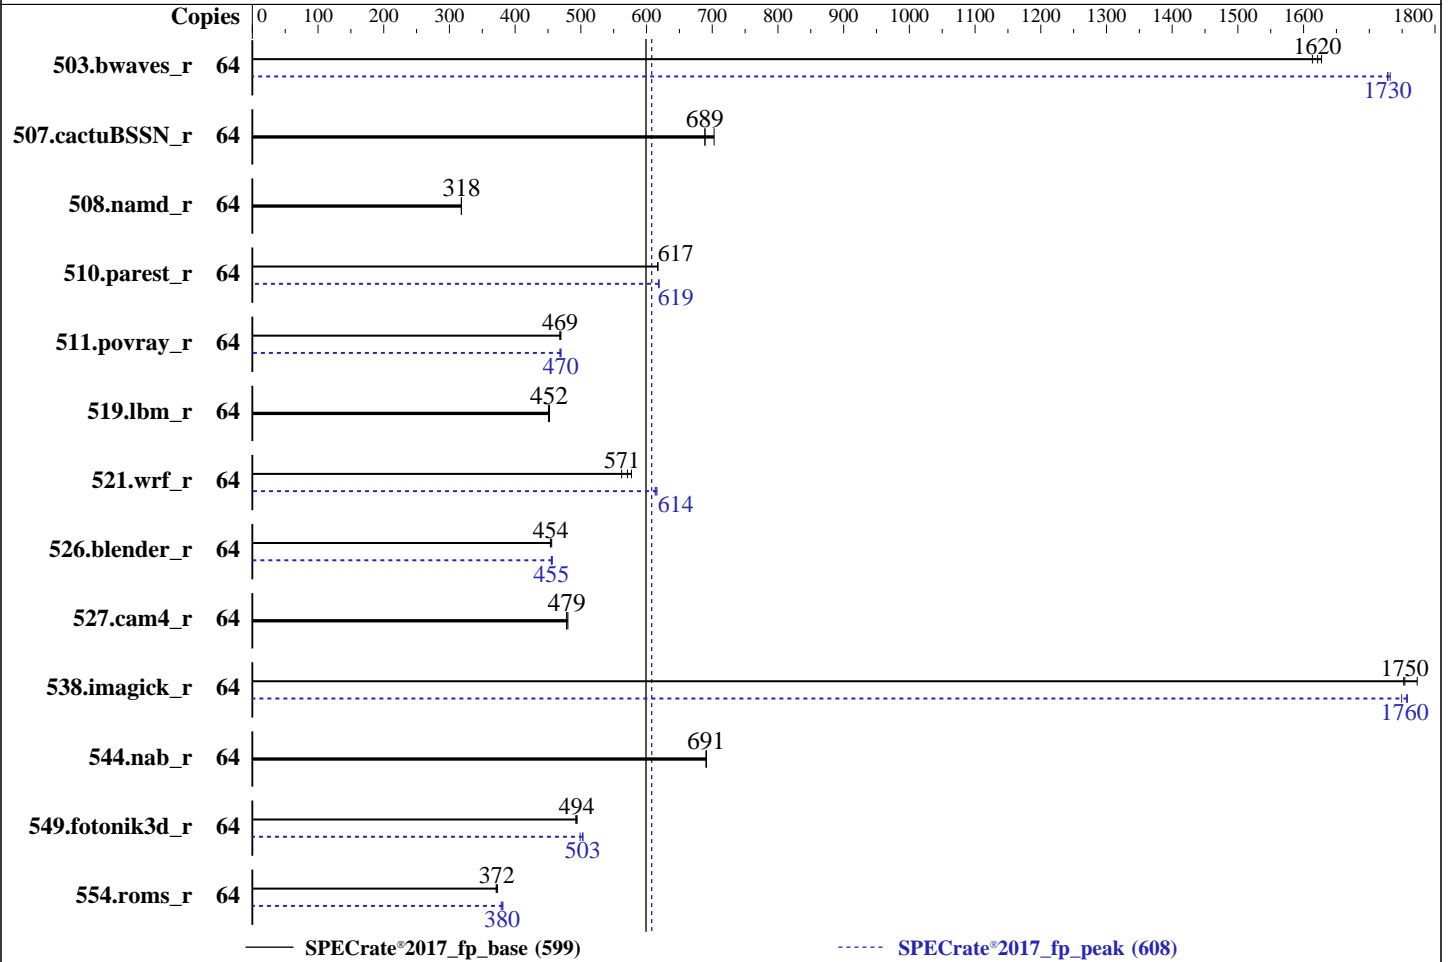 Copies 0 100 200 300 400 500 600 700 800 900 1000 1100 1200 1300 1400 1500 1600 1800
503.bwaves_r 64 1620
1730
507.cactuBSSN_r 64 689
508.namd_r 64 318
510.parest_r 64 617
619
511.povray_r 64 469
470
519.lbm_r 64 452
521.wrf_r 64 571
614
526.blender_r 64 454
455
527.cam4_r 64 479
538.imagick_r 64 1750
1760
544.nab_r 64 691
549.fotonik3d_r 64 494
503
554.roms_r 64 372
380
SPECrate®2017_fp_base (599) SPECrate®2017_fp_peak (608)